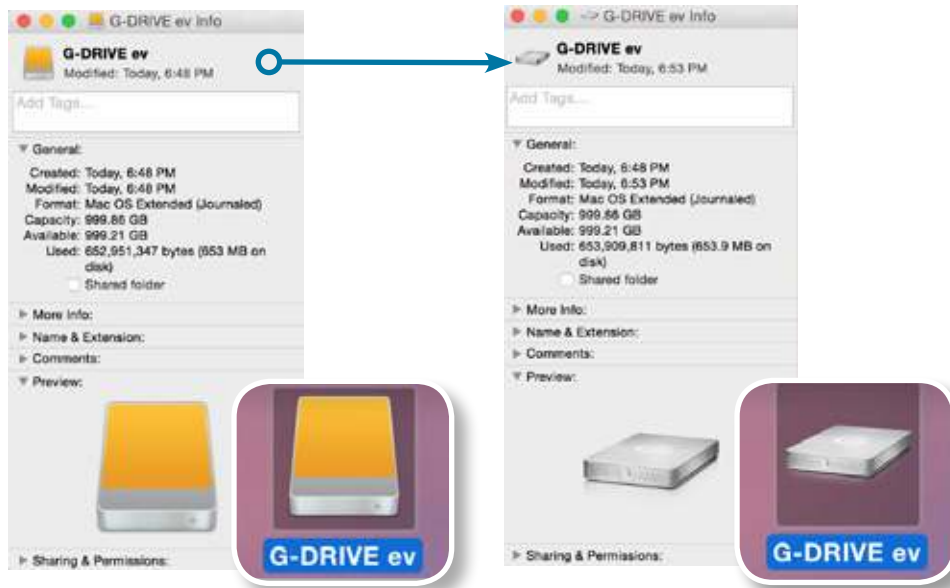 G-DRIVE ev Info
G-DRIVE ev
Modified: Today, 6:48 PM
Add Tags...
General:
Created: Today, 6:48 PM
Modified: Today, 6:48 PM
Format: Mac OS Extended (Journaled)
Capacity: 999.86 GB
Available: 999.21 GB
Used: 652,951,347 bytes (653 MB on
disk)
Shared folder
More Info:
Name & Extension:
Comments:
Preview:
G-DRIVE ev
Sharing & Permissions:
G-DRIVE ev Info
G-DRIVE ev
Modified: Today, 6:53 PM
Add Tags...
General:
Created: Today, 6:48 PM
Modified: Today, 6:53 PM
Format: Mac OS Extended (Journaled)
Capacity: 999.86 GB
Available: 999.21 GB
Used: 653,909,811 bytes (653.9 MB on
disk)
Shared folder
More Info:
Name & Extension:
Comments:
Preview:
G-DRIVE ev
Sharing & Permissions: